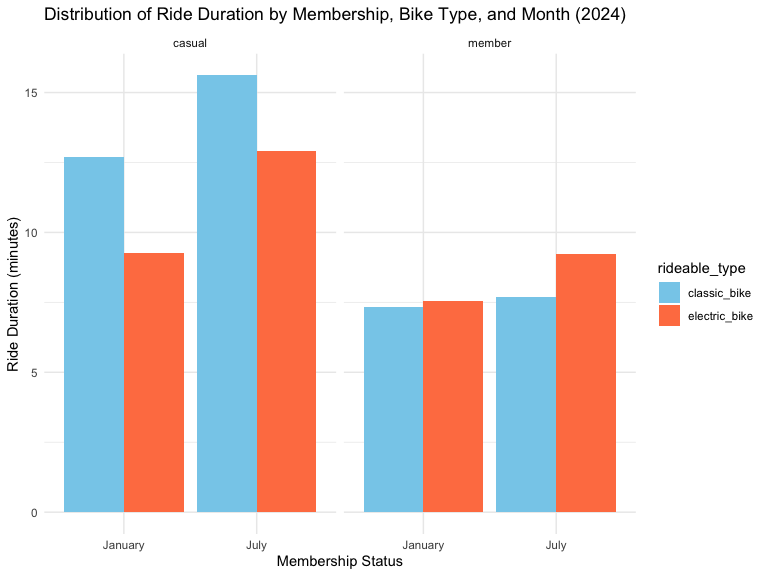 Distribution of Ride Duration by Membership, Bike Type, and Month (2024)
casual
member
Ride Duration (minutes)
15
10
5
0
January
July
January
July
Membership Status
rideable_type
classic_bike
electric_bike